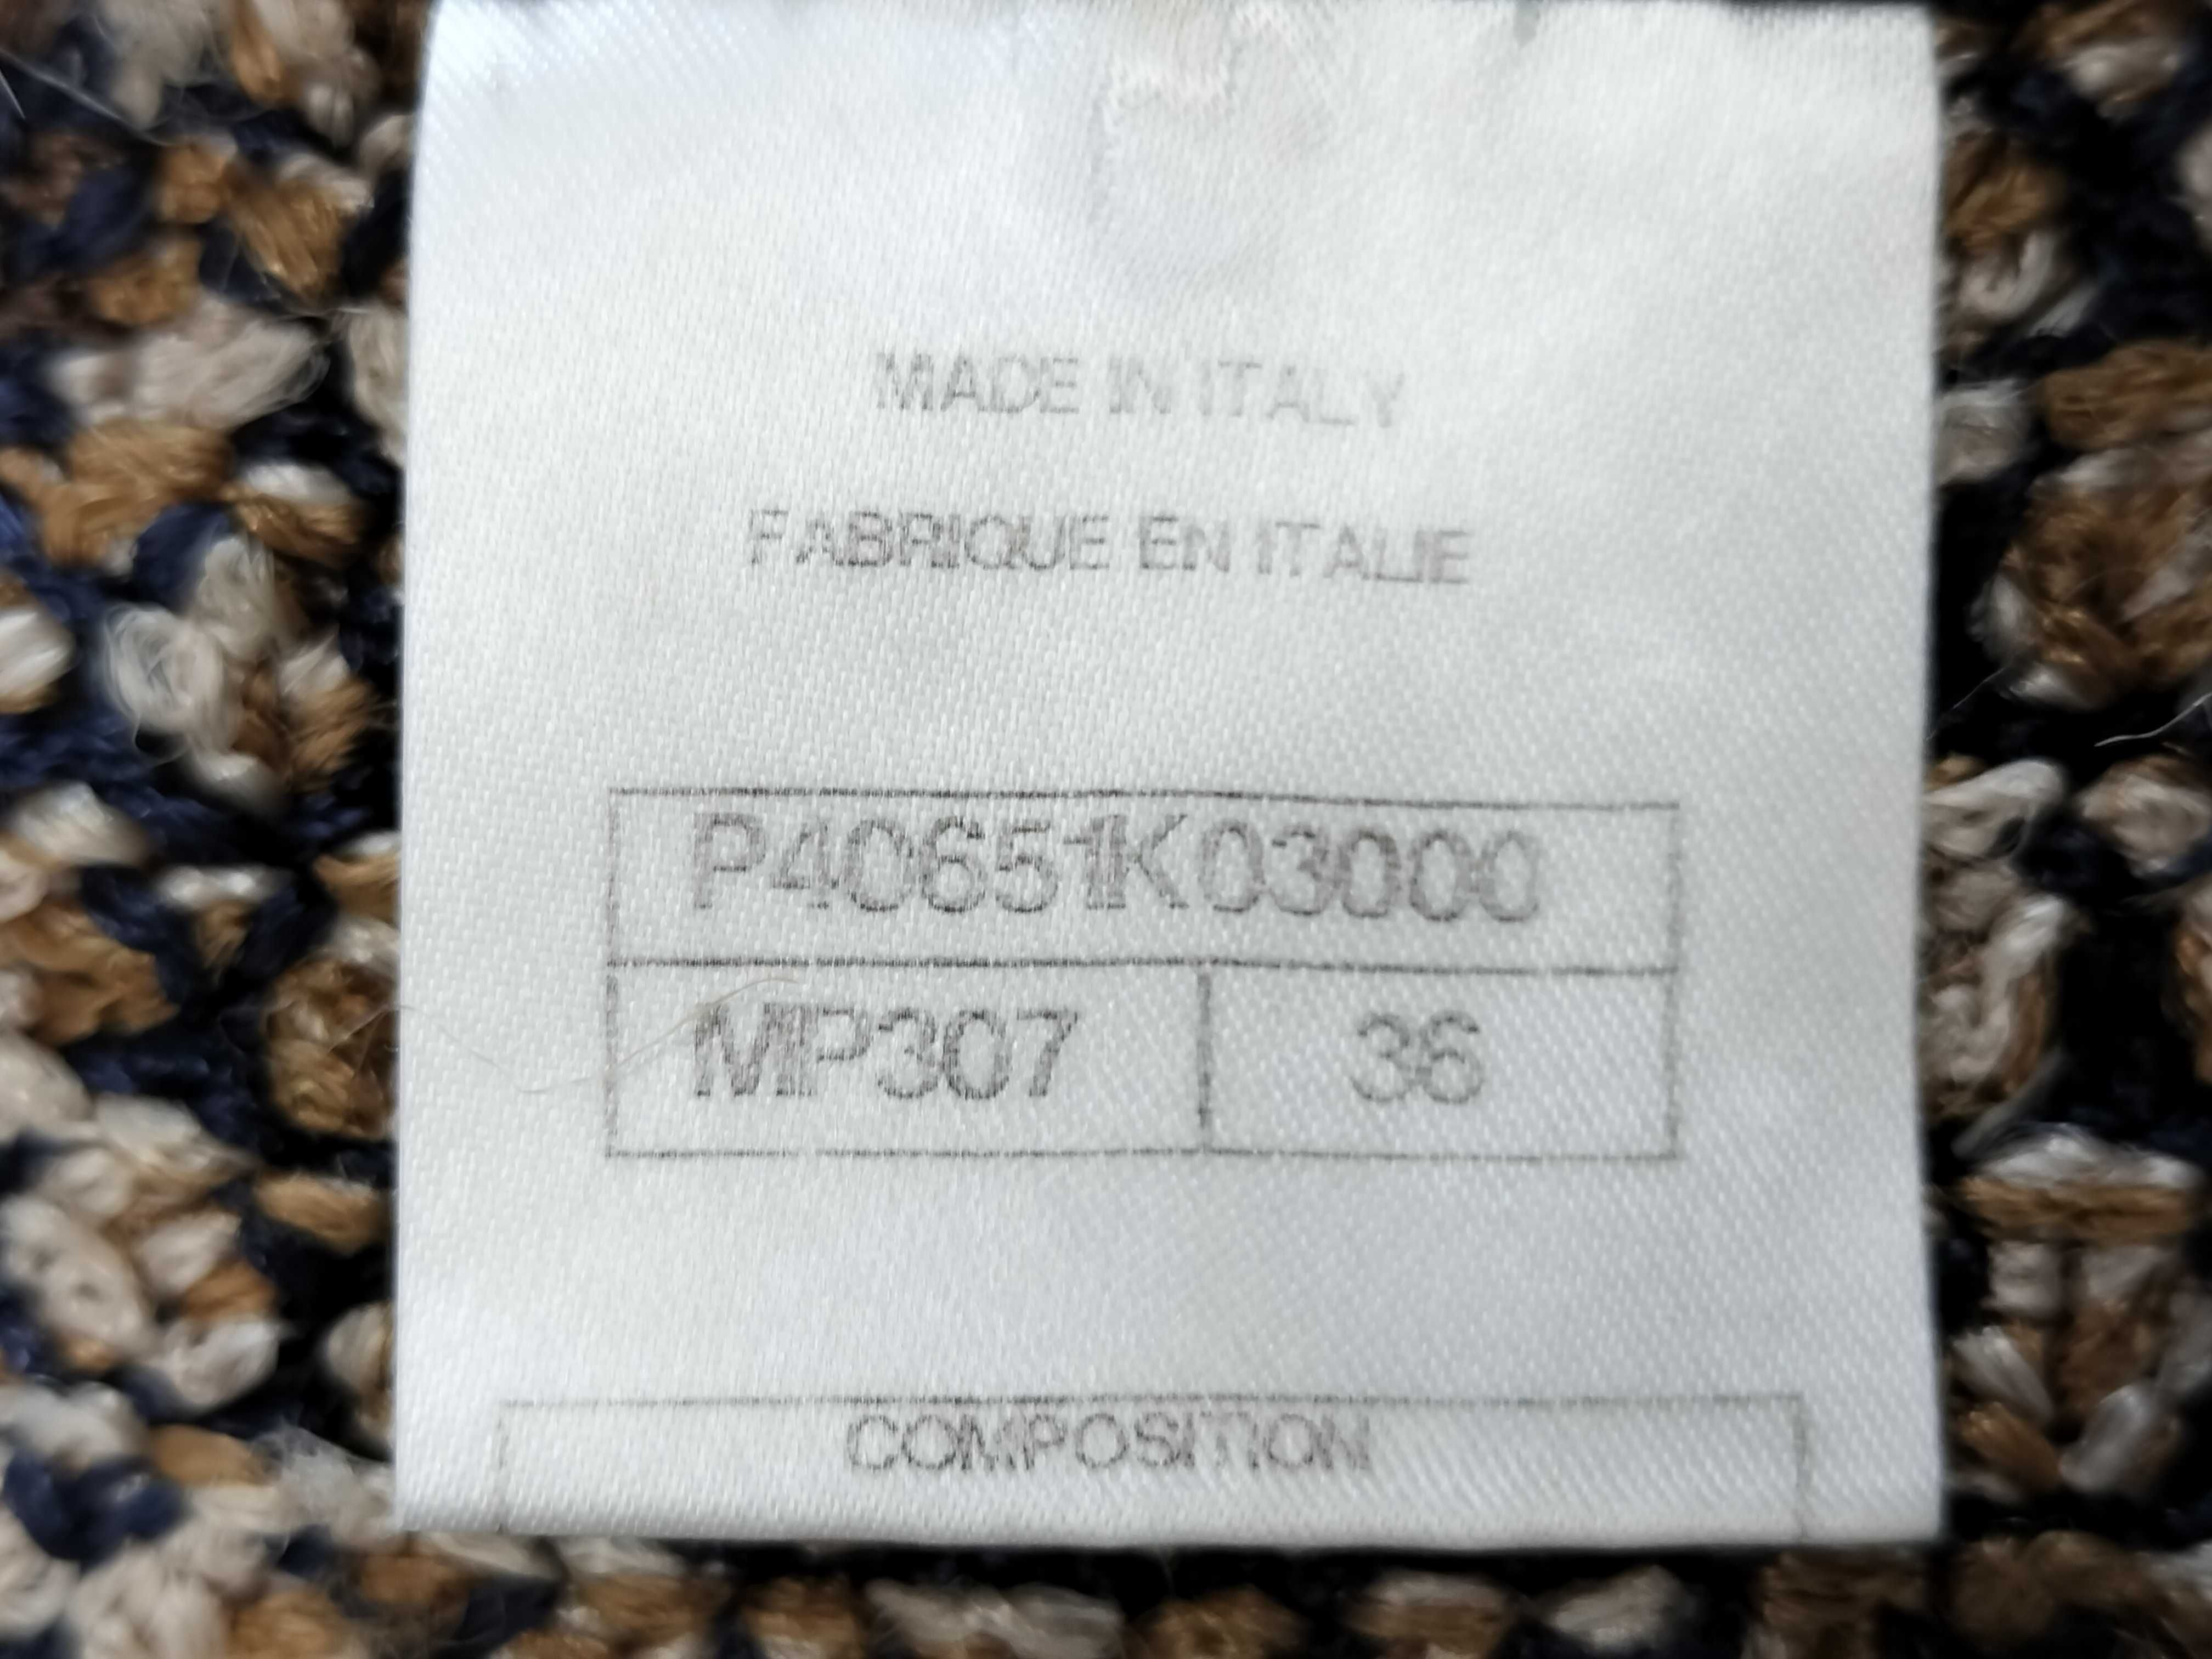 MADE IN ITALY
FABRIQUE EN ITALIE
P40651K03000
MP307 36
COMPOSITION